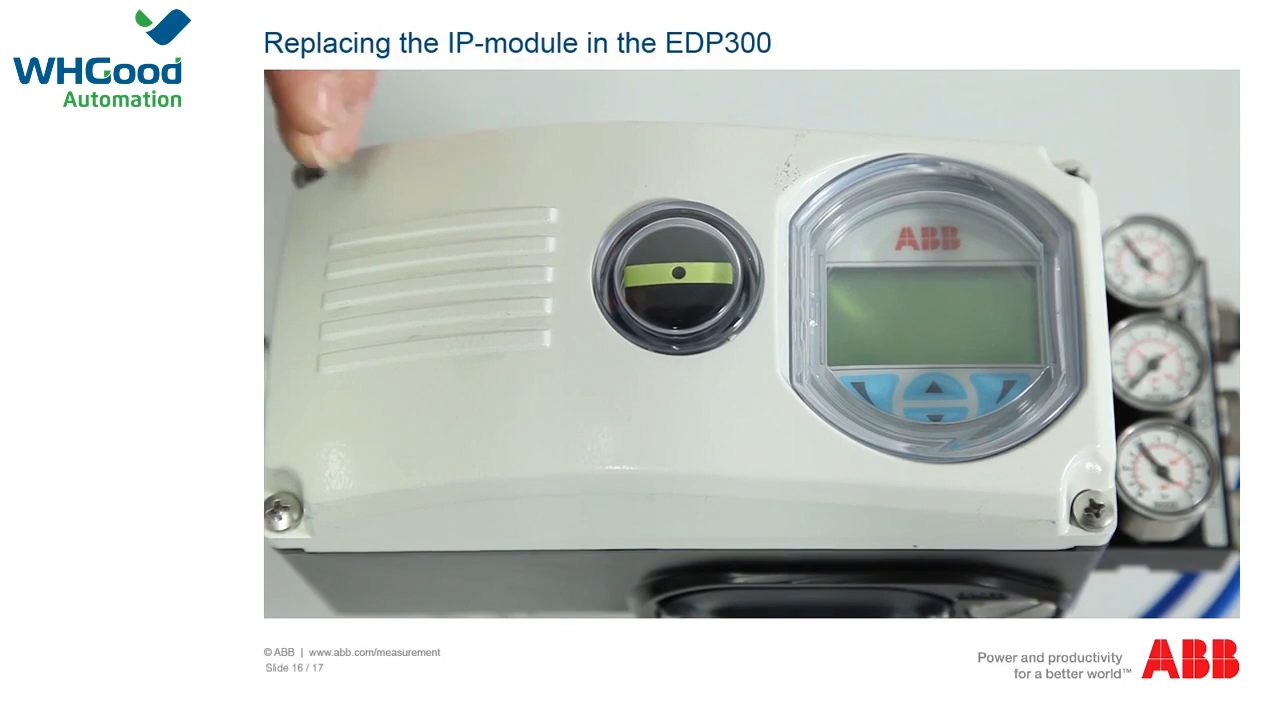 WHGood
Automation
Replacing the IP-module in the EDP300
ABB
© ABB | www.abb.com/measurement
Slide 16 / 17
Power and productivity
for a better world™
ABB